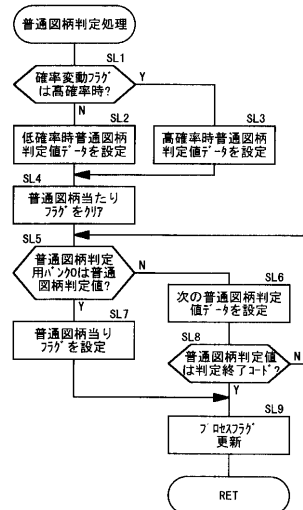 普通図柄判定処理
SL1
確率変動フラグ
は高確率時?
Y
N
SL2
低確率時普通図柄
判定値データを設定
SL3
高確率時普通図柄
判定値データを設定
SL4
普通図柄当たり
フラグをクリア
SL5
普通図柄判定
用バンク0は普通
図柄判定値?
N
Y
SL6
次の普通図柄判定
値データを設定
SL7
普通図柄当り
フラグを設定
SL8
普通図柄判定値
は判定終了コード?
N
Y
SL9
プロセスフラグ
更新
RET